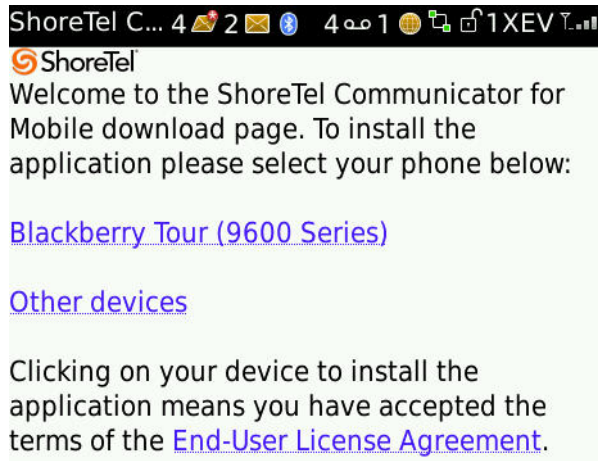 ShoreTel C... 4 2 4 1 1XEV
ShoreTel
Welcome to the ShoreTel Communicator for
Mobile download page. To install the
application please select your phone below:
Blackberry Tour (9600 Series)
Other devices
Clicking on your device to install the
application means you have accepted the
terms of the End-User License Agreement.